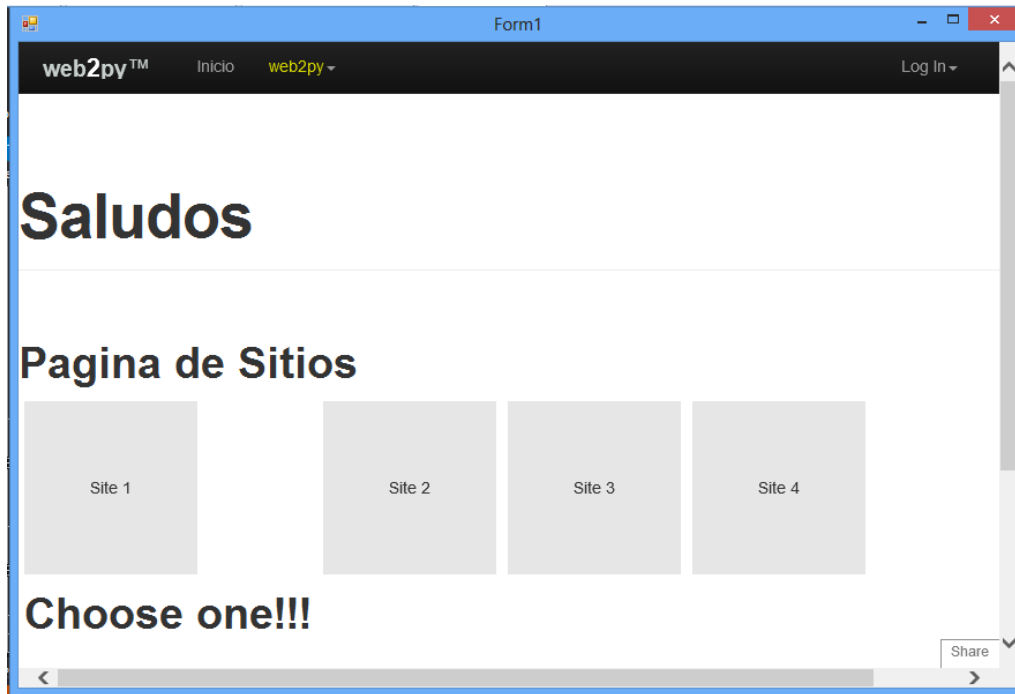 Form1
web2py™ Inicio web2py Log In
Saludos
Pagina de Sitios
Site 1 Site 2 Site 3 Site 4
Choose one!!!
Share